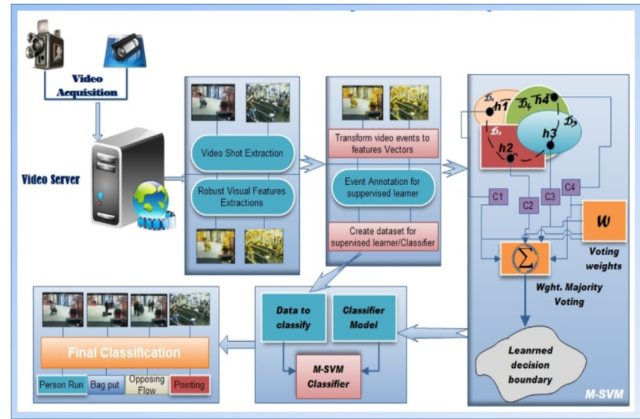 Video
Acquisition
Video Server
Video Shot Extraction
Robust Visual Features
Extractions
Transform video events to
features Vectors
Event Annotation for
suppervised learner
Create dataset for
supervised learner/Classifier
h1
h4
h2
h3
C1
C2
C3
C4
W
Voting
weights
Σ
Wght. Majority
Voting
Leanrned
decision
boundary
M-SVM
Data to
classify
Classifier
Model
M-SVM
Classifier
Final Classification
Person Run
Bag put
Opposing
Flow
Pointing